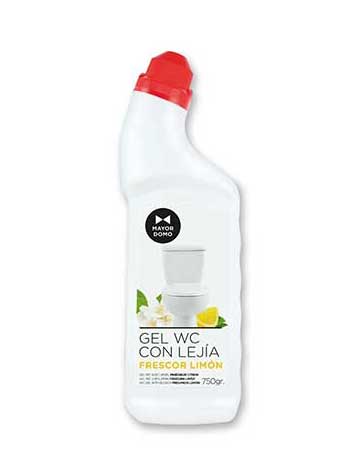 MAYOR
DOMO
GEL WC
CON LEJÍA
FRESCOR LIMÓN
750gr.